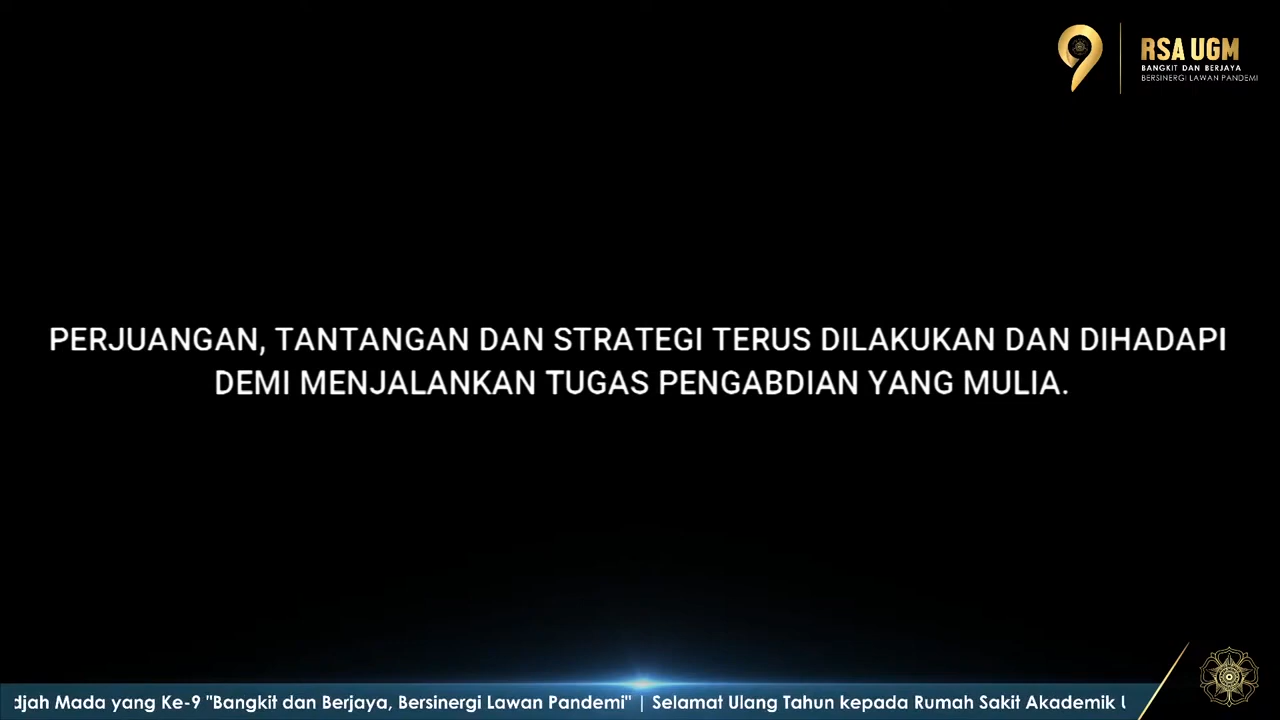 RSA UGM
BANGKIT DAN BERJAYA
BERSINERGI LAWAN PANDEMI
PERJUANGAN, TANTANGAN DAN STRATEGI TERUS DILAKUKAN DAN DIHADAPI
DEMI MENJALANKAN TUGAS PENGABDIAN YANG MULIA.
djah Mada yang Ke-9 "Bangkit dan Berjaya, Bersinergi Lawan Pandemi" | Selamat Ulang Tahun kepada Rumah Sakit Akademik